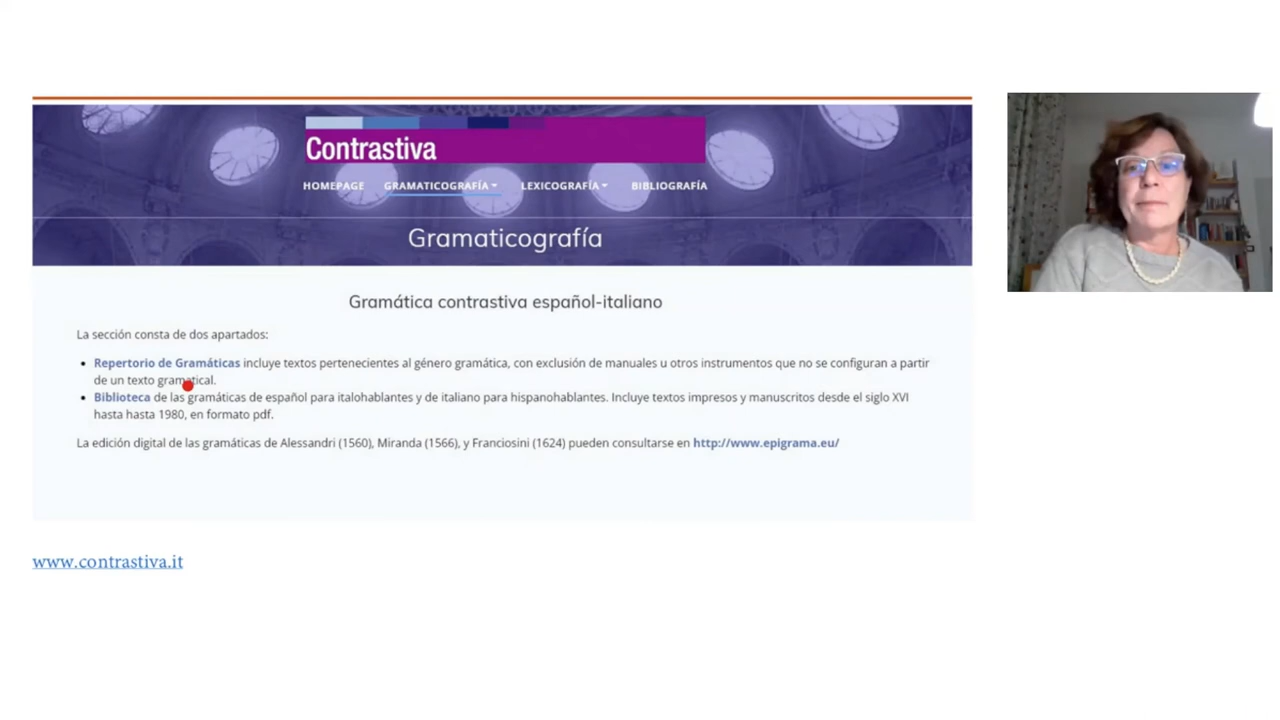 Contrastiva
HOMEPAGE GRAMATICOGRAFÍA LEXICOGRAFÍA BIBLIOGRAFÍA
Gramaticografía
Gramática contrastiva español-italiano
La sección consta de dos apartados:
Repertorio de Gramáticas incluye textos pertenecientes al género gramática, con exclusión de manuales u otros instrumentos que no se configuran a partir
de un texto gramatical.
Biblioteca de las gramáticas de español para italohablantes y de italiano para hispanohablantes. Incluye textos impresos y manuscritos desde el siglo XVI
hasta hasta 1980, en formato pdf.
La edición digital de las gramáticas de Alessandri (1560), Miranda (1566), y Franciosini (1624) pueden consultarse en http://www.epigrama.eu/
www.contrastiva.it